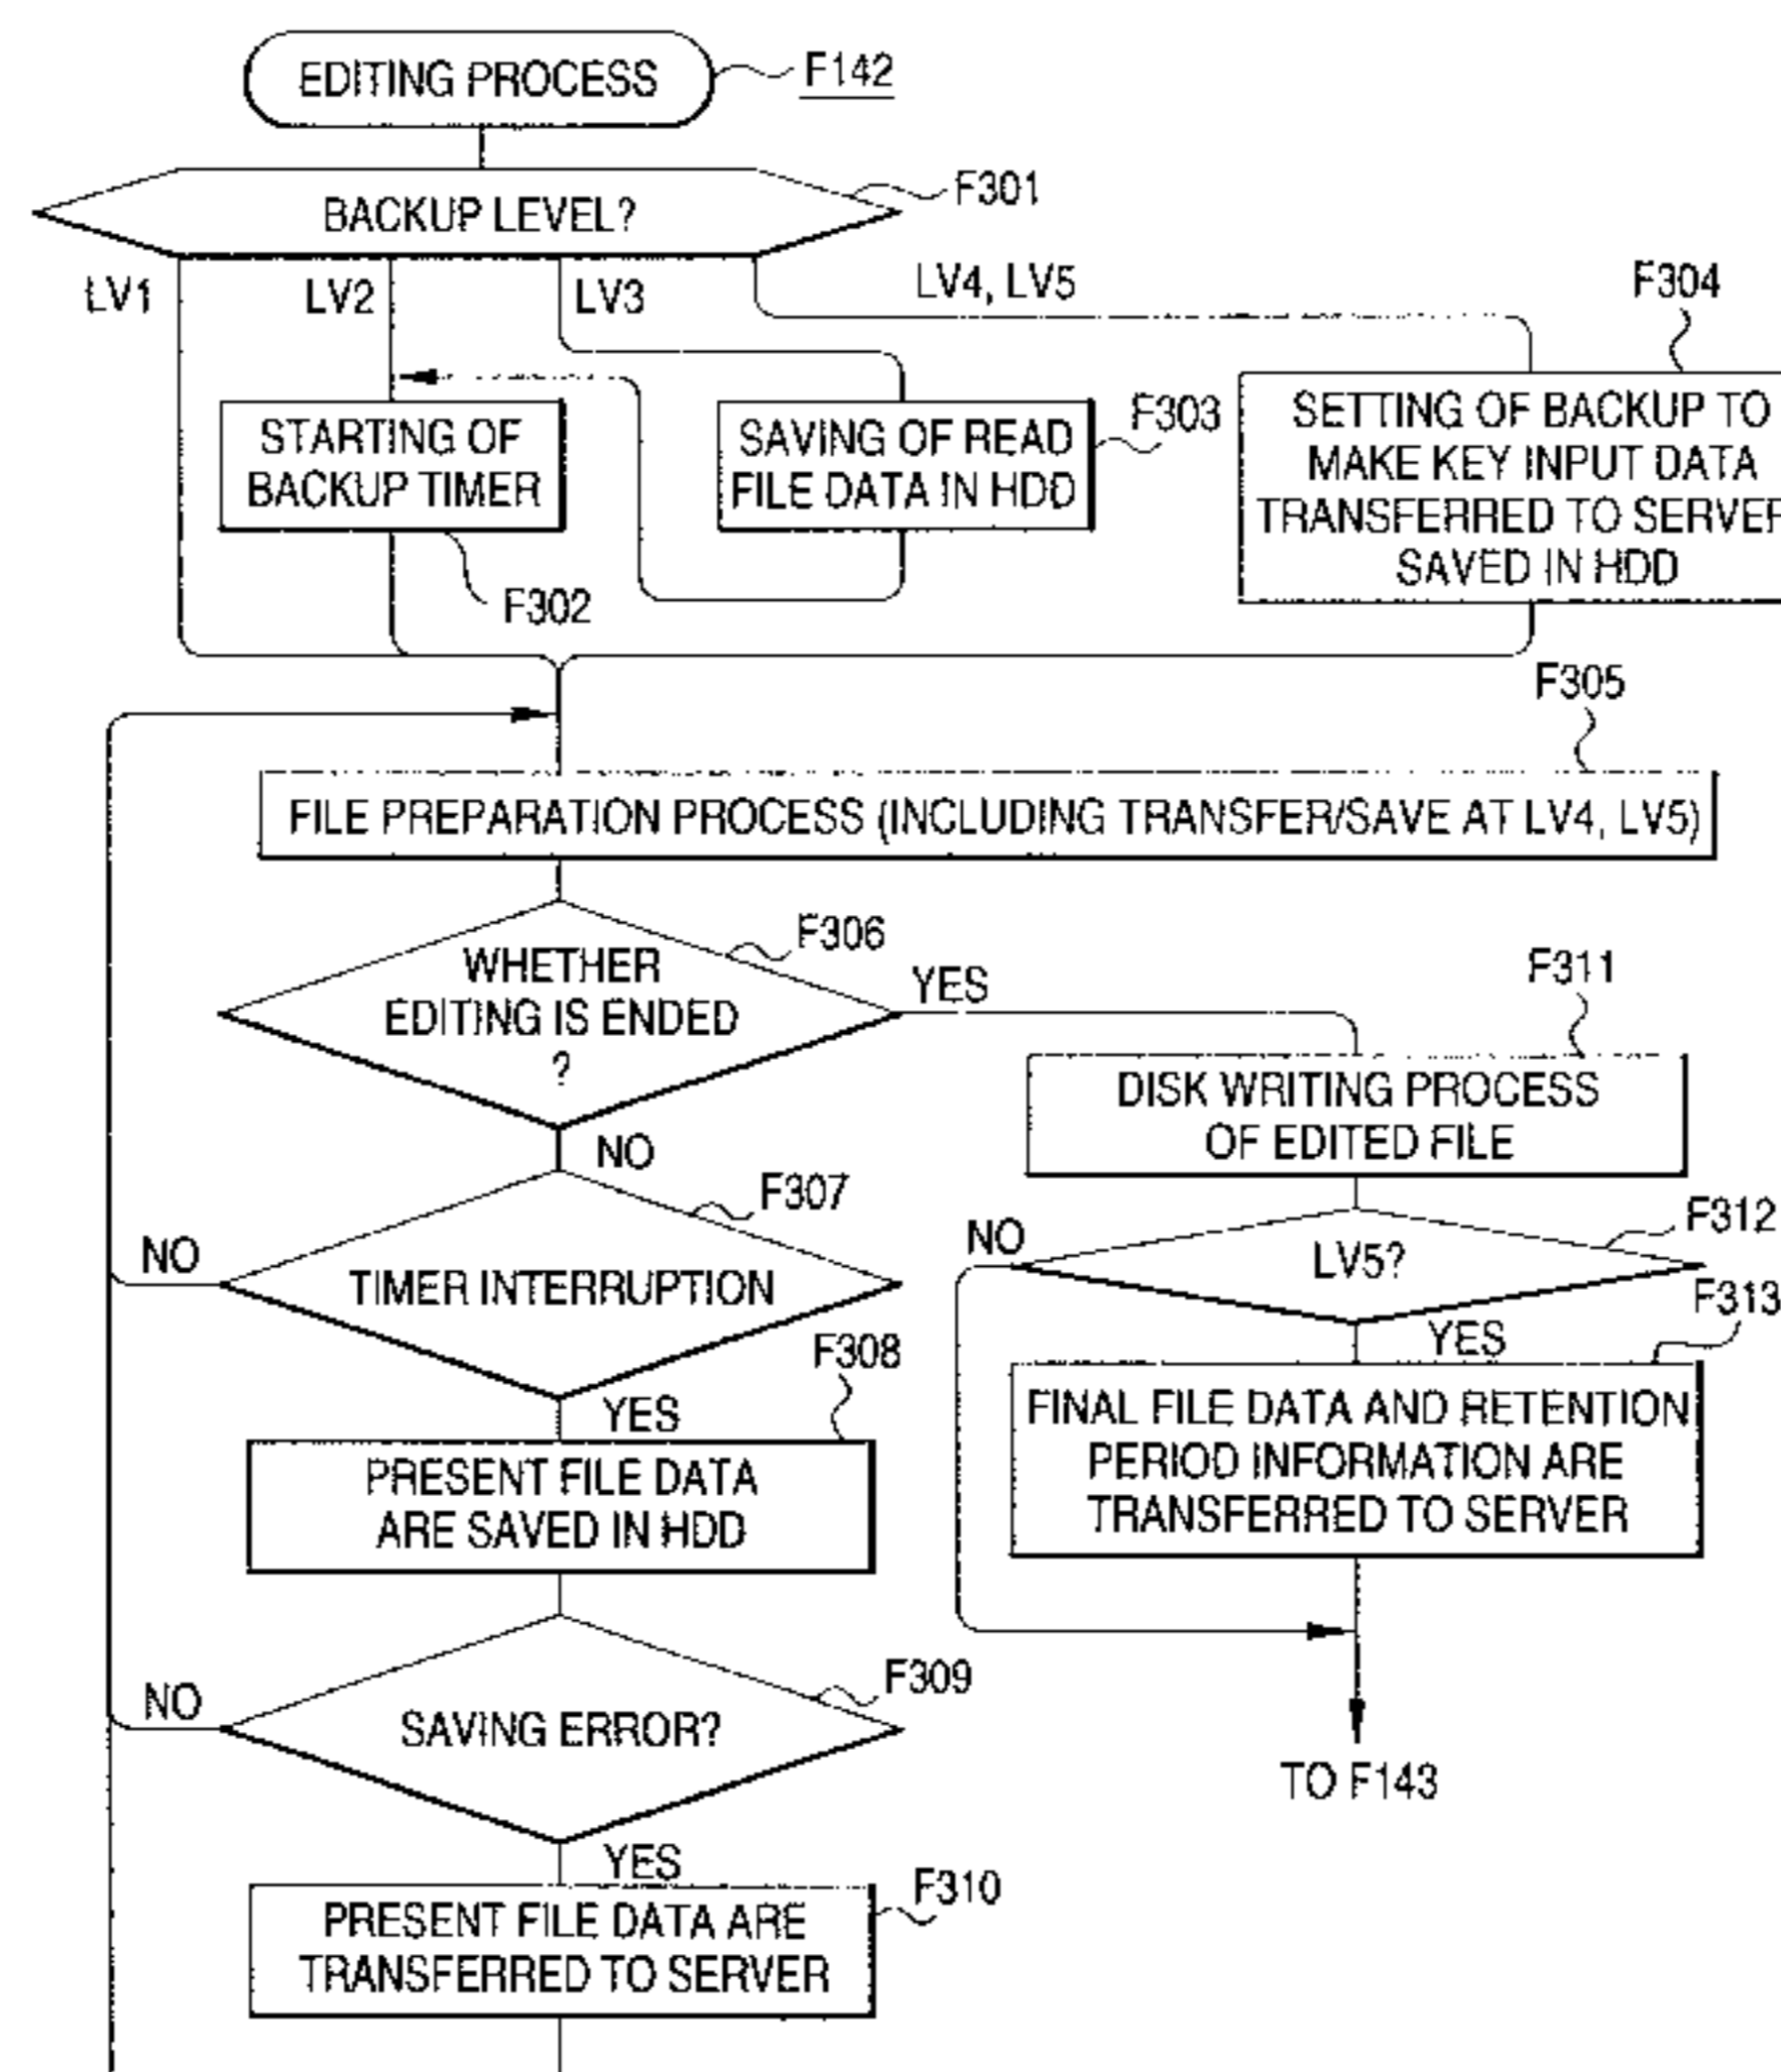 EDITING PROCESS
F142
BACKUP LEVEL?
F301
LV1
LV2
LV3
LV4, LV5
F304
STARTING OF
BACKUP TIMER
F302
SAVING OF READ
FILE DATA IN HDD
F303
SETTING OF BACKUP TO
MAKE KEY INPUT DATA
TRANSFERRED TO SERVER
SAVED IN HDD
F305
FILE PREPARATION PROCESS (INCLUDING TRANSFER/SAVE AT LV4, LV5)
F306
WHETHER
EDITING IS ENDED
?
YES
NO
F311
DISK WRITING PROCESS
OF EDITED FILE
F307
TIMER INTERRUPTION
NO
YES
F312
LV5?
NO
YES
F313
FINAL FILE DATA AND RETENTION
PERIOD INFORMATION ARE
TRANSFERRED TO SERVER
F308
PRESENT FILE DATA
ARE SAVED IN HDD
F309
SAVING ERROR?
NO
YES
TO F143
F310
PRESENT FILE DATA ARE
TRANSFERRED TO SERVER